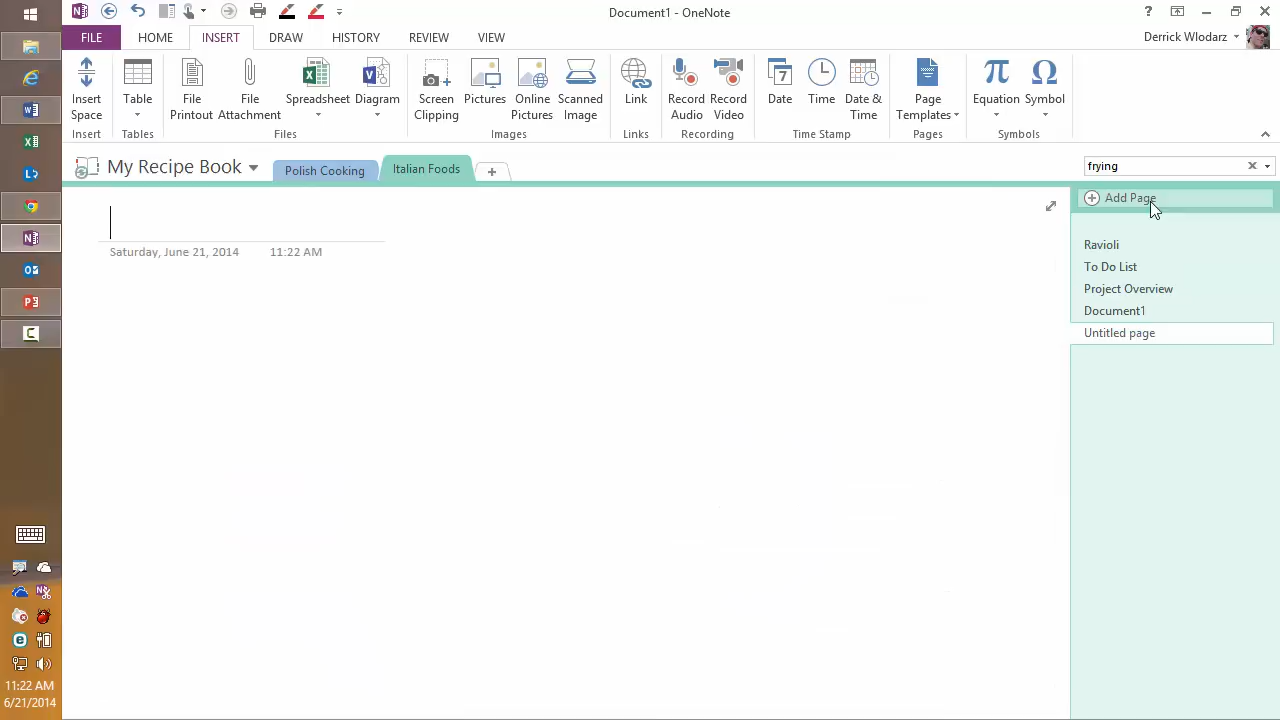 Document1 - OneNote
FILE HOME INSERT DRAW HISTORY REVIEW VIEW
Derrick Wlodarz
Insert Space
Table
File Printout
File Attachment
Spreadsheet
Diagram
Screen Clipping
Pictures
Online Pictures
Scanned Image
Link
Record Audio
Record Video
Date
Time
Date & Time
Page Templates
Equation
Symbol
Insert Tables Files Images Links Recording Time Stamp Pages Symbols
My Recipe Book Polish Cooking Italian Foods
frying
Add Page
Saturday, June 21, 2014 11:22 AM
Ravioli
To Do List
Project Overview
Document1
Untitled page
11:22 AM
6/21/2014